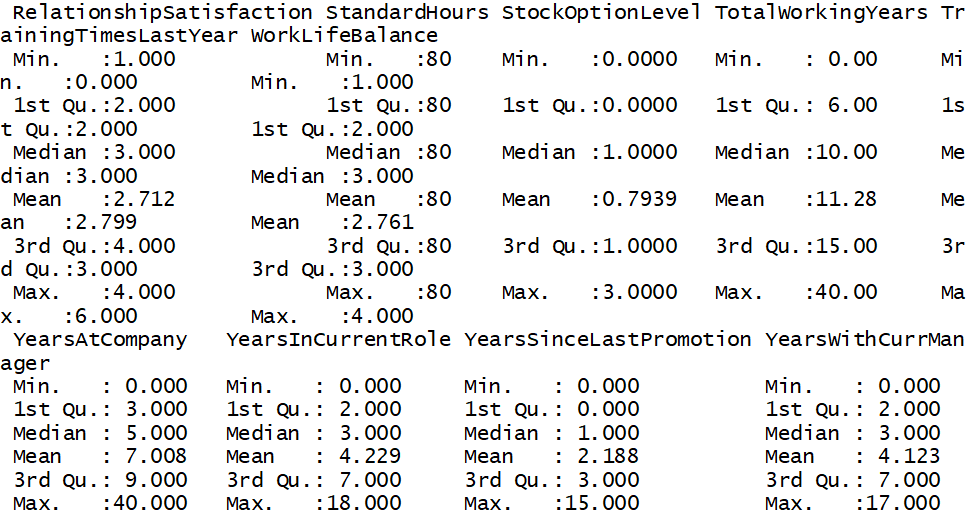 RelationshipSatisfaction StandardHours StockOptionLevel TotalWorkingYears Tr
ainingTimesLastYear WorkLifeBalance
Min.   :1.000            Min.   :80    Min.   :0.0000   Min.   : 0.00     Mi
n.   :0.000         Min.   :1.000
1st Qu.:2.000            1st Qu.:80    1st Qu.:0.0000   1st Qu.: 6.00     1s
t Qu.:2.000         1st Qu.:2.000
Median :3.000            Median :80    Median :1.0000   Median :10.00     Me
dian :3.000         Median :3.000
Mean   :2.712            Mean   :80    Mean   :0.7939   Mean   :11.28     Me
an   :2.799         Mean   :2.761
3rd Qu.:4.000            3rd Qu.:80    3rd Qu.:1.0000   3rd Qu.:15.00     3r
d Qu.:3.000         3rd Qu.:3.000
Max.   :4.000            Max.   :80    Max.   :3.0000   Max.   :40.00     Ma
x.   :6.000         Max.   :4.000
YearsAtCompany   YearsInCurrentRole YearsSinceLastPromotion YearsWithCurrMan
ager
Min.   : 0.000   Min.   : 0.000     Min.   : 0.000          Min.   : 0.000
1st Qu.: 3.000   1st Qu.: 2.000     1st Qu.: 0.000          1st Qu.: 2.000
Median : 5.000   Median : 3.000     Median : 1.000          Median : 3.000
Mean   : 7.008   Mean   : 4.229     Mean   : 2.188          Mean   : 4.123
3rd Qu.: 9.000   3rd Qu.: 7.000     3rd Qu.: 3.000          3rd Qu.: 7.000
Max.   :40.000   Max.   :18.000     Max.   :15.000          Max.   :17.000